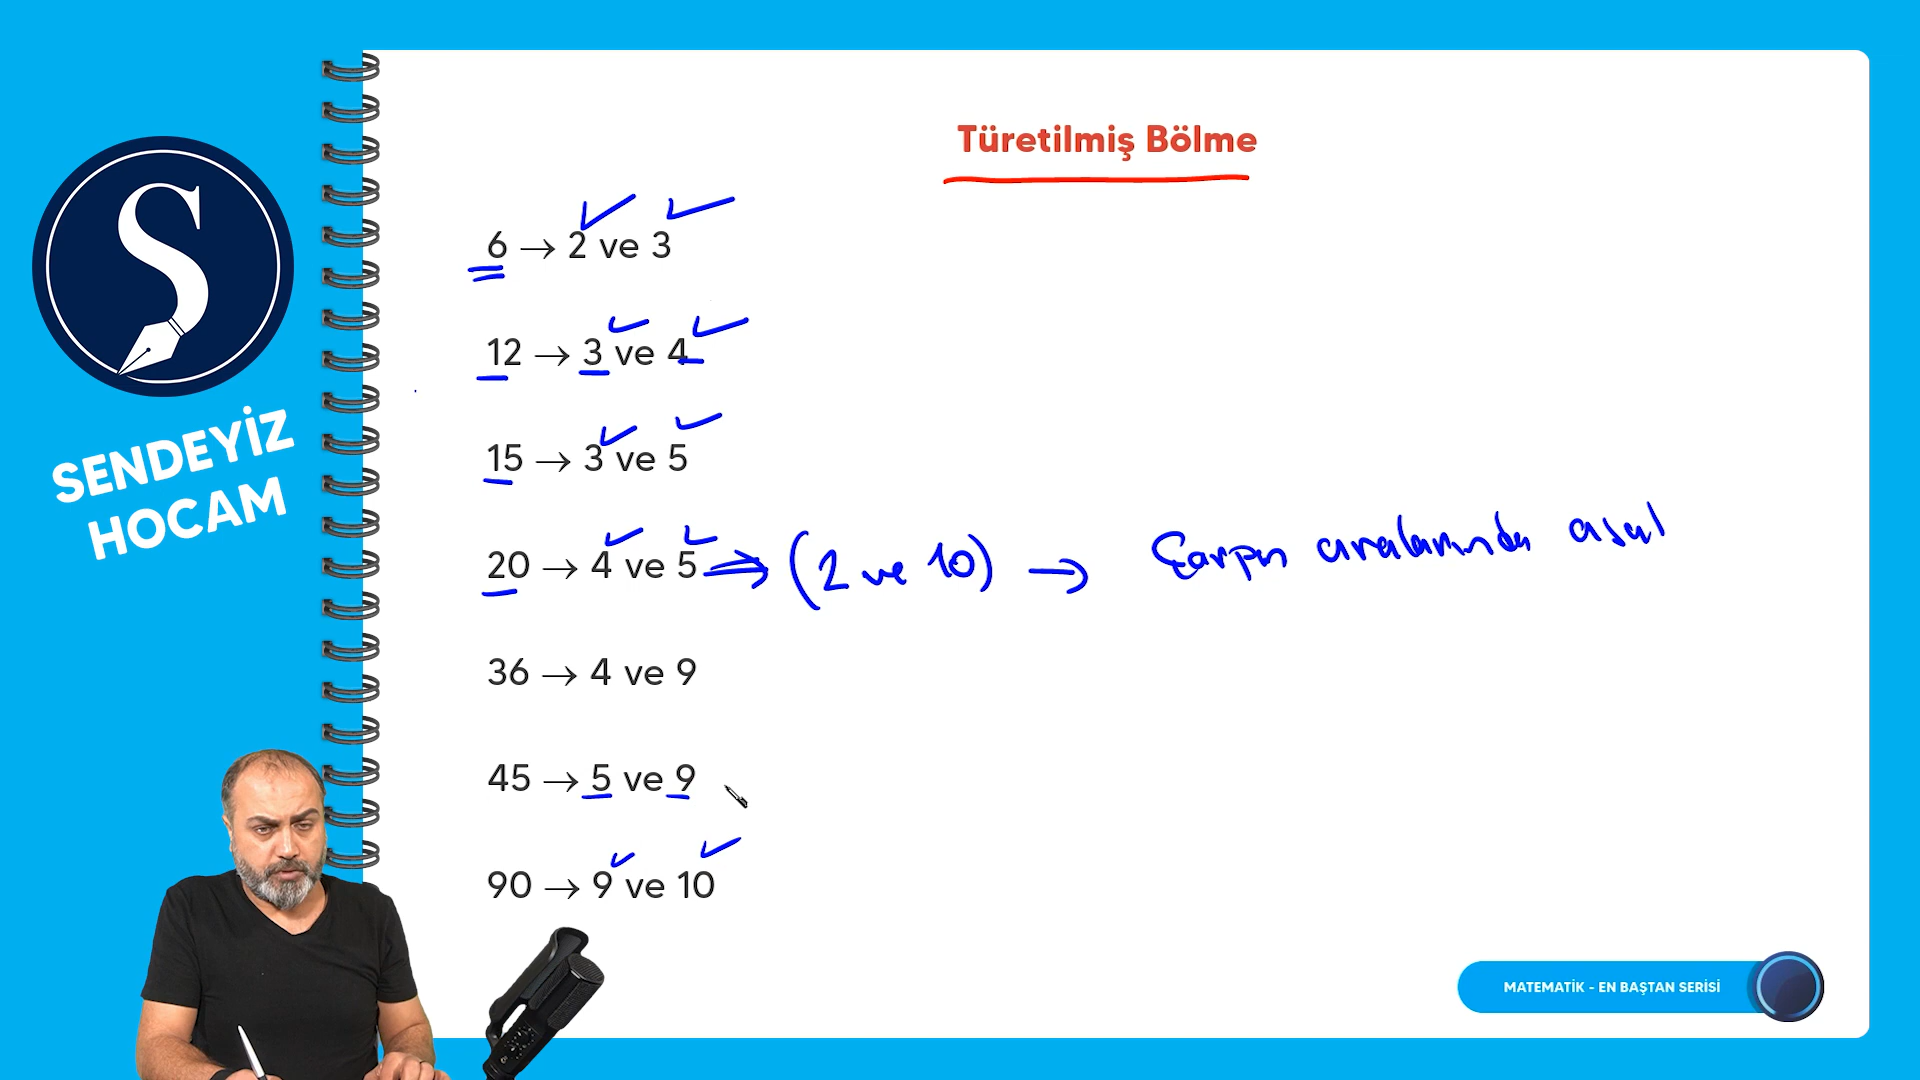 SENDEYİZ
HOCAM
Türetilmiş Bölme
6 → 2 ve 3
12 → 3 ve 4
15 → 3 ve 5
20 → 4 ve 5 ⇒ (2 ve 10) → Çarpım aralarında asal
36 → 4 ve 9
45 → 5 ve 9
90 → 9 ve 10
MATEMATİK - EN BAŞTAN SERİSİ